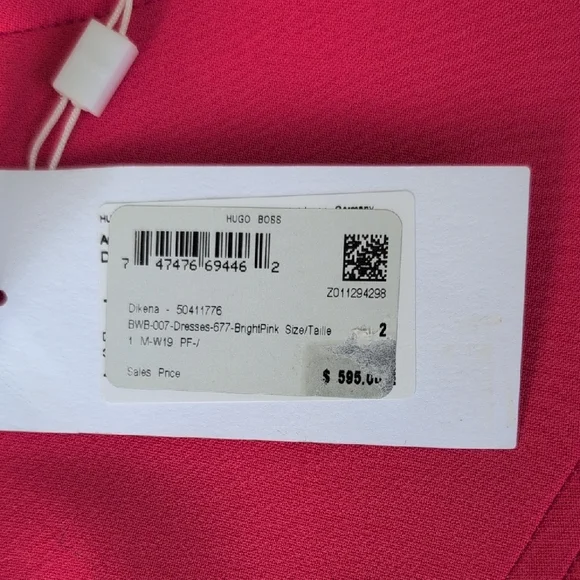 HUGO BOSS
7 47476 69446 2
Z011294298
Dikena - 50411776
BWB-007-Dresses-677-BrightPink Size/Taille 2
1 M-W19 PF-/
Sales Price $ 595.00